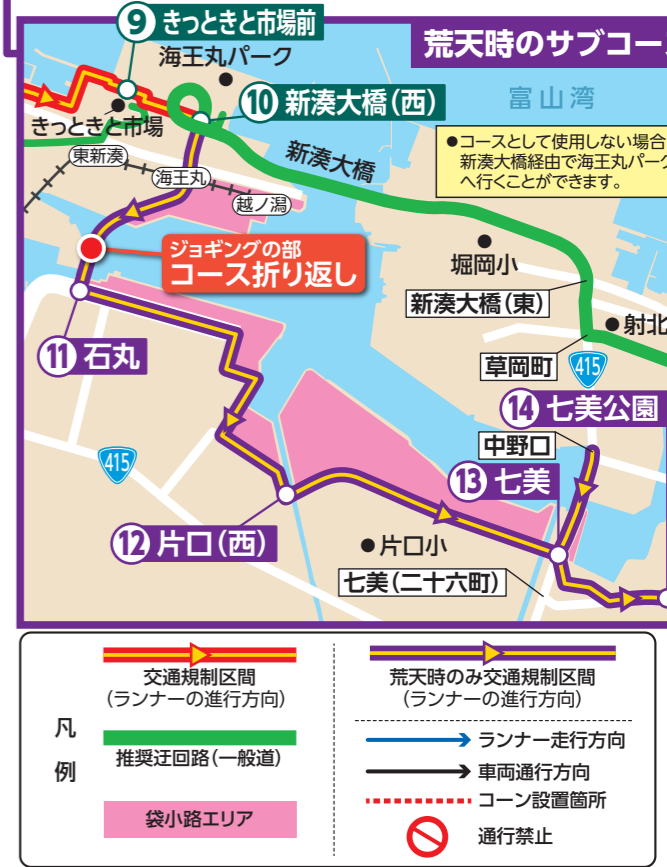 ⑨ きっときと市場前
荒天時のサブコー
海王丸パーク
⑩ 新湊大橋(西)
富山湾
きっときと市場
新湊大橋
●コースとして使用しない場合
新湊大橋経由で海王丸パーク
へ行くことができます。
東新湊
海王丸
越ノ潟
ジョギングの部
コース折り返し
堀岡小
新湊大橋(東)
射北
⑪ 石丸
草岡町
415
⑭ 七美公園
中野口
415
⑬ 七美
⑫ 片口(西)
片口小
七美(二十六町)
凡例
交通規制区間
(ランナーの進行方向)
推奨迂回路(一般道)
袋小路エリア
荒天時のみ交通規制区間
(ランナーの進行方向)
ランナー走行方向
車両通行方向
コーン設置箇所
通行禁止